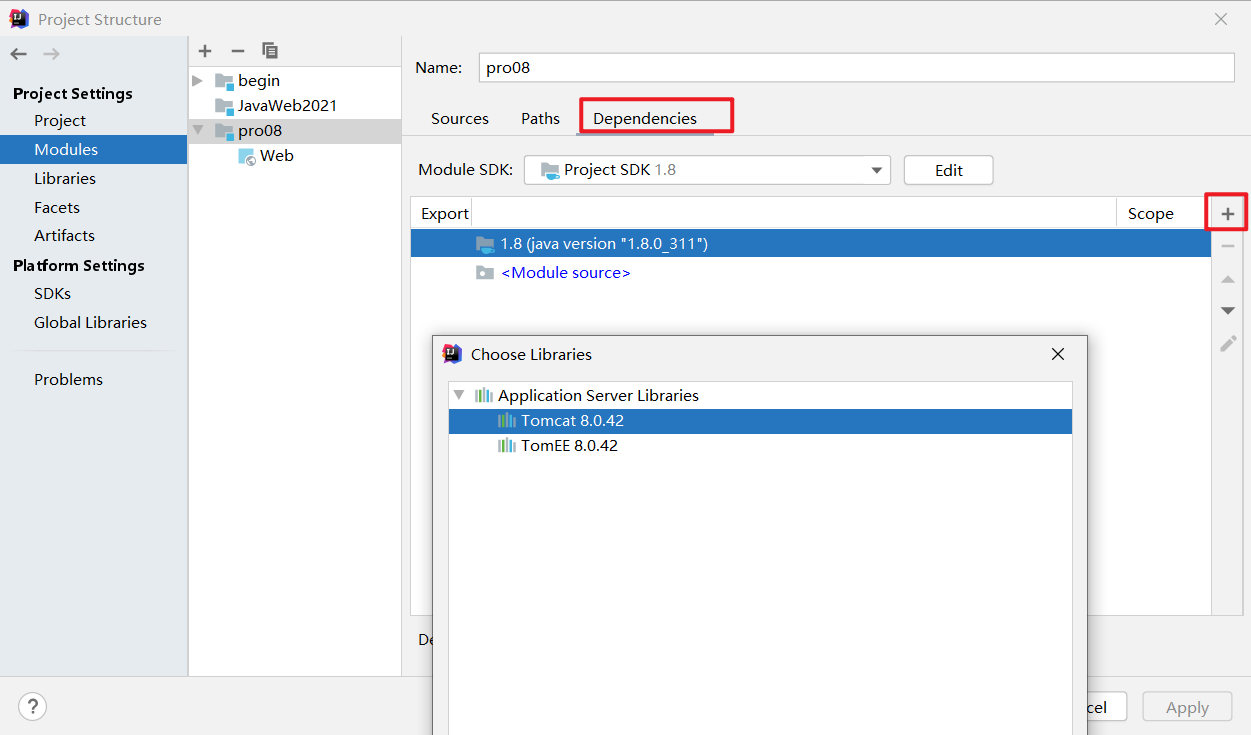 Project Structure
Project Settings
Project
Modules
Libraries
Facets
Artifacts
Platform Settings
SDKs
Global Libraries
Problems
begin
JavaWeb2021
pro08
Web
Name: pro08
Sources Paths Dependencies
Module SDK: Project SDK 1.8 Edit
Export Scope
1.8 (java version "1.8.0_311")
<Module source>
Choose Libraries
Application Server Libraries
Tomcat 8.0.42
TomEE 8.0.42
De
? cel Apply